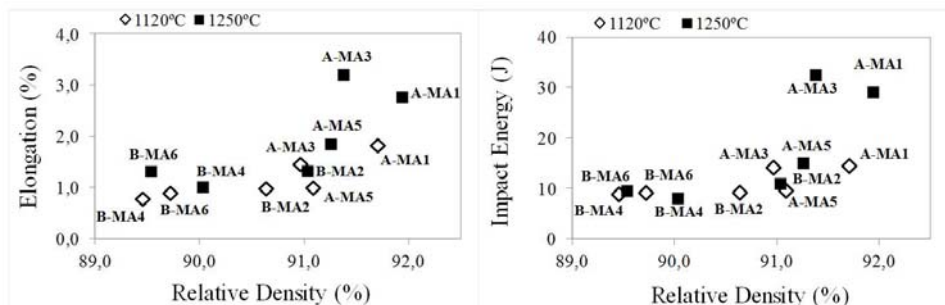 ◇1120ºC ■1250ºC
Elongation (%)
4,0
3,0
2,0
1,0
0,0
A-MA3
A-MA1
A-MA5
A-MA3
B-MA6
B-MA4
B-MA2
A-MA1
B-MA4
B-MA6
B-MA2
A-MA5
89,0 90,0 91,0 92,0
Relative Density (%)
◇1120ºC ■1250ºC
Impact Energy (J)
40
30
20
10
0
A-MA1
A-MA3
A-MA3
A-MA5
A-MA1
B-MA6
B-MA6
B-MA2
B-MA4
B-MA4
B-MA2
A-MA5
89,0 90,0 91,0 92,0
Relative Density (%)